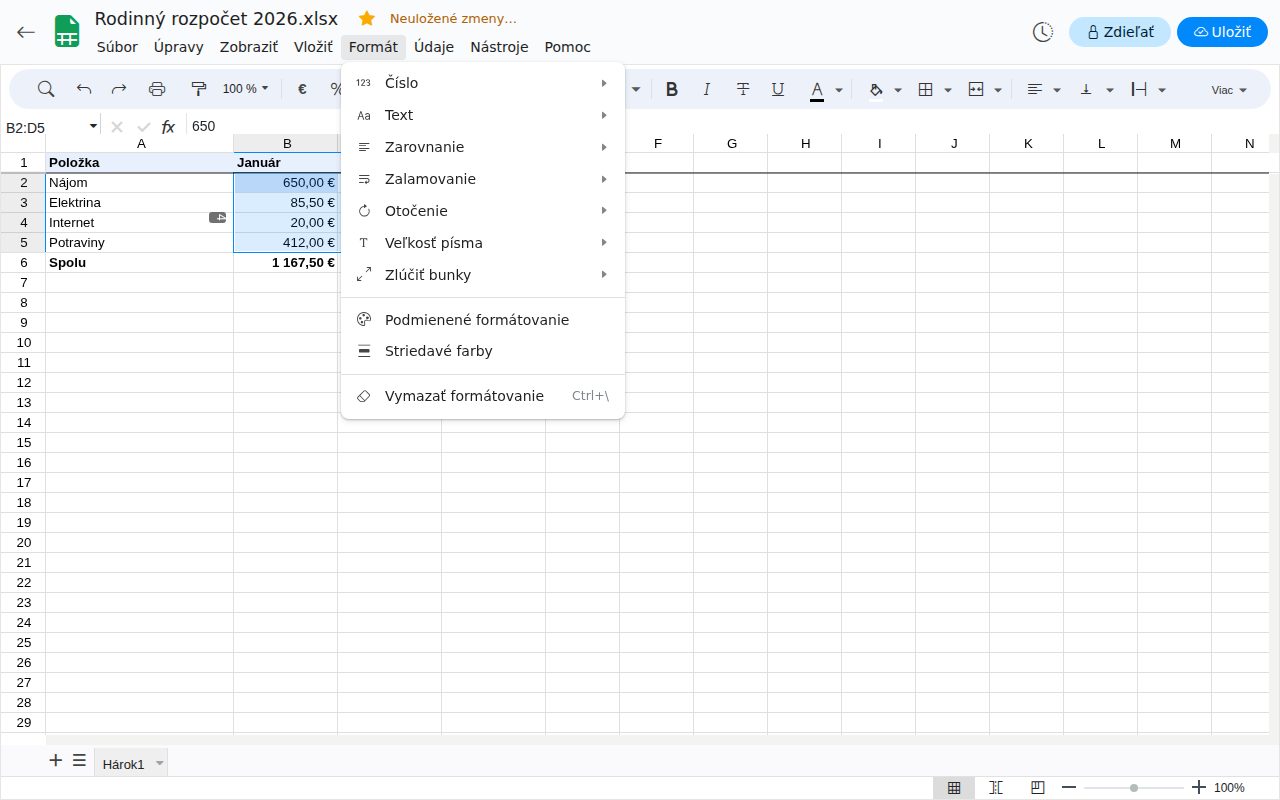 Rodinný rozpočet 2026.xlsx
Neuložené zmeny…
Súbor Úpravy Zobraziť Vložiť Formát Údaje Nástroje Pomoc
Zdieľať
Uložiť
100 % € % B I T U A Viac
B2:D5 fx 650
A B F G H I J K L M N
1 Položka Január
2 Nájom 650,00 €
3 Elektrina 85,50 €
4 Internet 20,00 €
5 Potraviny 412,00 €
6 Spolu 1 167,50 €
7
8
9
10
11
12
13
14
15
16
17
18
19
20
21
22
23
24
25
26
27
28
29
123 Číslo
Aa Text
Zarovnanie
Zalamovanie
Otočenie
T Veľkosť písma
Zlúčiť bunky
Podmienené formátovanie
Striedavé farby
Vymazať formátovanie Ctrl+\
Hárok1
100%